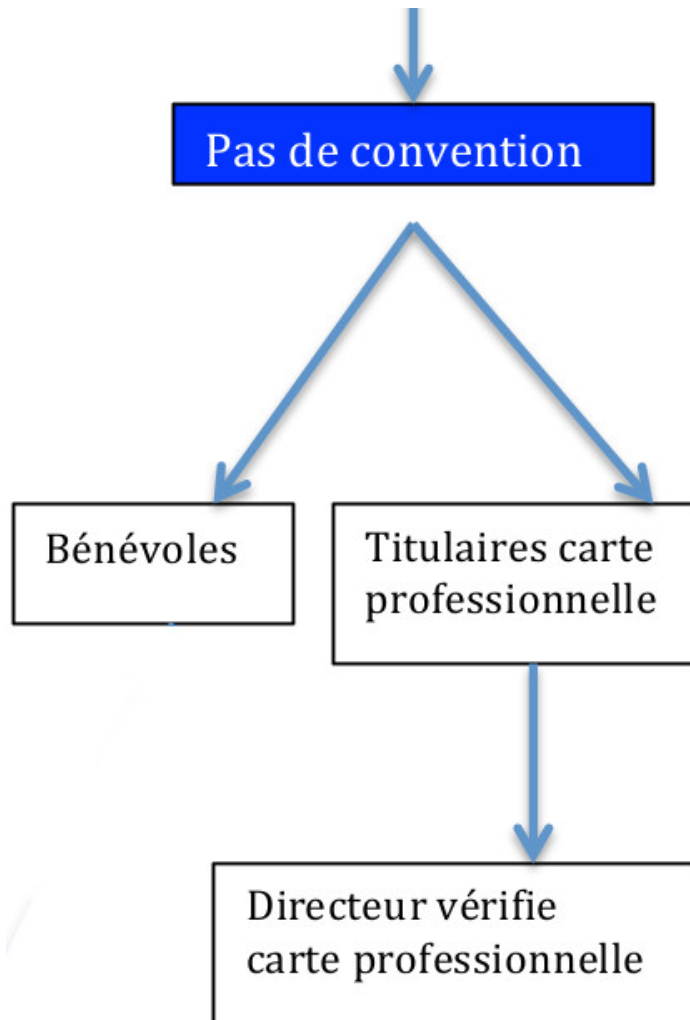 Pas de convention
Bénévoles
Titulaires carte
professionnelle
Directeur vérifie
carte professionnelle